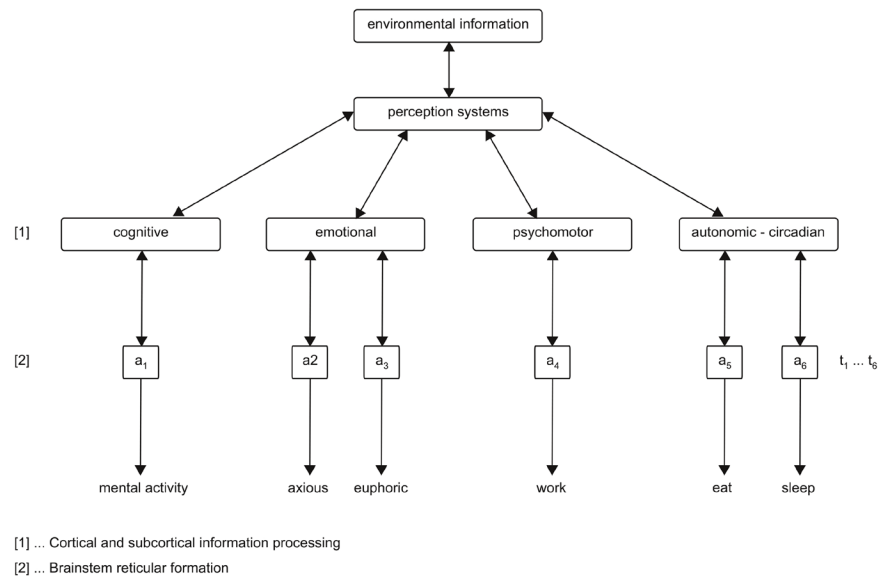 environmental information
perception systems
[1] cognitive emotional psychomotor autonomic - circadian
[2] a₁ a2 a₃ a₄ a₅ a₆ t₁ ... t₆
mental activity axious euphoric work eat sleep
[1] ... Cortical and subcortical information processing
[2] ... Brainstem reticular formation